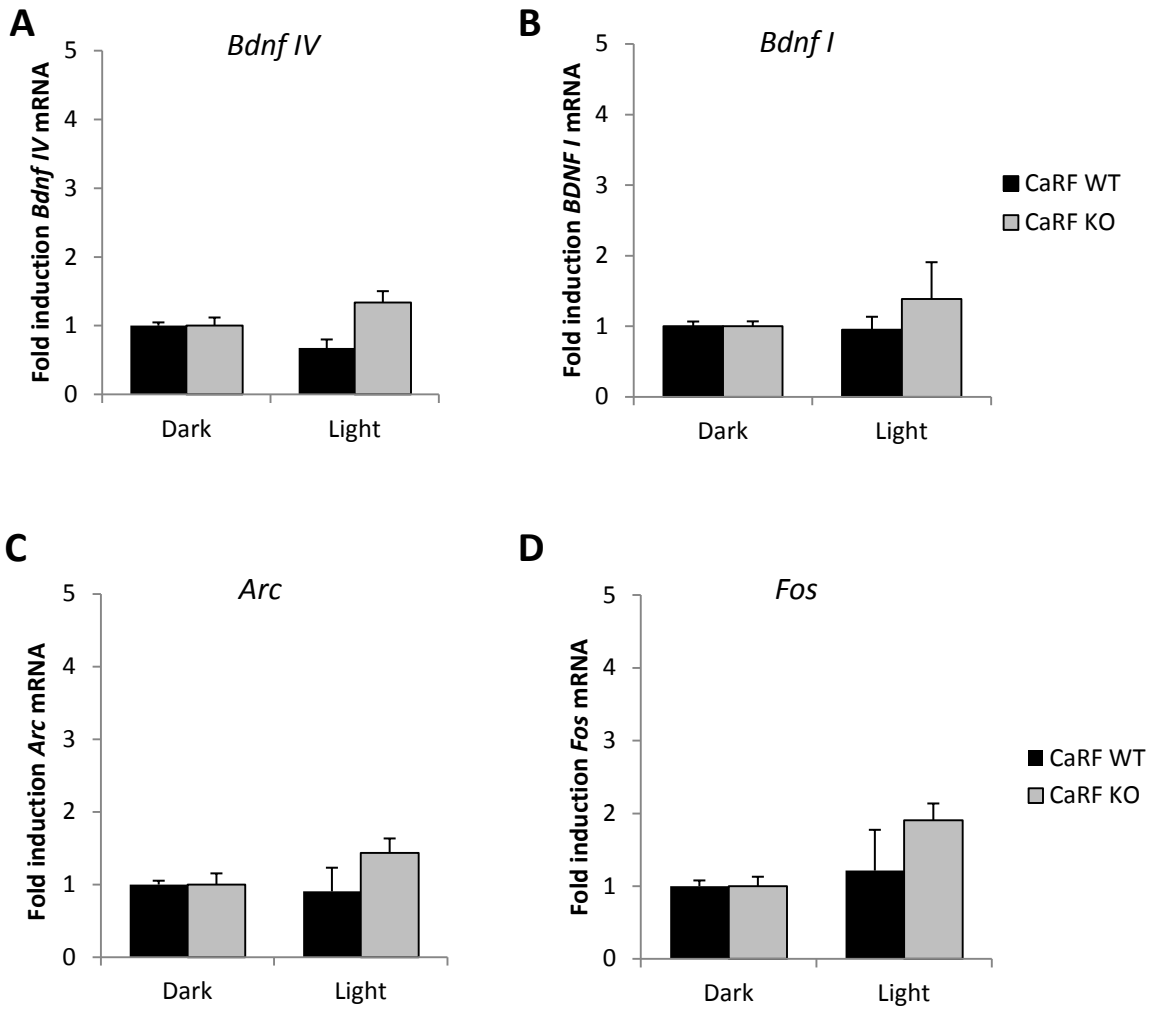 A
Bdnf IV
Fold induction Bdnf IV mRNA
5
4
3
2
1
0
Dark
Light
B
Bdnf I
Fold induction BDNF I mRNA
5
4
3
2
1
0
Dark
Light
CaRF WT
CaRF KO
C
Arc
Fold induction Arc mRNA
5
4
3
2
1
0
Dark
Light
D
Fos
Fold induction Fos mRNA
5
4
3
2
1
0
Dark
Light
CaRF WT
CaRF KO